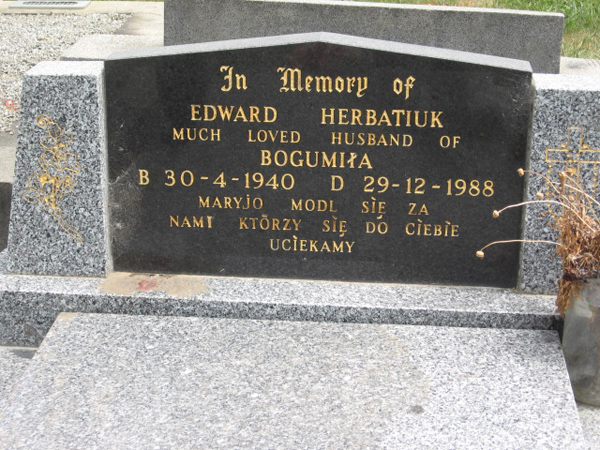 In Memory of
EDWARD HERBATIUK
MUCH LOVED HUSBAND OF
BOGUMIłA
B 30-4-1940 D 29-12-1988
MARYJO MODL SIĘ ZA
NAMI KTÕRZY SIĘ DO CIEBIE
UCIEKAMY